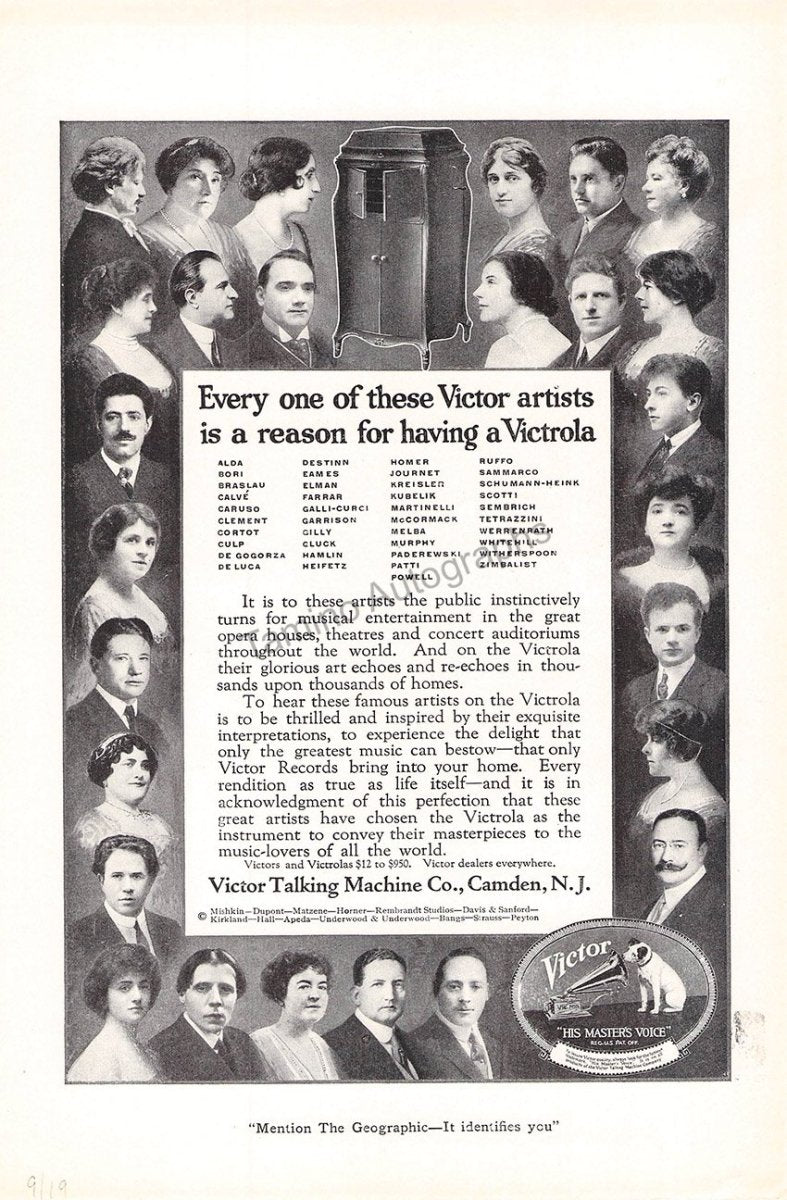 Every one of these Victor artists
is a reason for having a Victrola
ALDA
BORI
BRASLAU
CALVÉ
CARUSO
CLEMENT
CORTOT
CULP
DE GOGORZA
DE LUCA
DESTINN
EAMES
ELMAN
FARRAR
GALLI-CURCI
GARRISON
GILLY
GLUCK
HAMLIN
HEIFETZ
HOMER
JOURNET
KREISLER
KUBELIK
MARTINELLI
McCORMACK
MELBA
MURPHY
PADEREWSKI
PATTI
POWELL
RUFFO
SAMMARCO
SCHUMANN-HEINK
SCOTTI
SEMBRICH
TETRAZZINI
WERRENRATH
WHITEHILL
WITHERSPOON
ZIMBALIST
Tamino Autographs
It is to these artists the public instinctively
turns for musical entertainment in the great
opera houses, theatres and concert auditoriums
throughout the world. And on the Victrola
their glorious art echoes and re-echoes in thou-
sands upon thousands of homes.
To hear these famous artists on the Victrola
is to be thrilled and inspired by their exquisite
interpretations, to experience the delight that
only the greatest music can bestow—that only
Victor Records bring into your home. Every
rendition as true as life itself—and it is in
acknowledgment of this perfection that these
great artists have chosen the Victrola as the
instrument to convey their masterpieces to the
music-lovers of all the world.
Victors and Victrolas $12 to $950. Victor dealers everywhere.
Victor Talking Machine Co., Camden, N. J.
© Mishkin—Dupont—Matzene—Horner—Rembrandt Studios—Davis & Sanford—
Kirkland—Hall—Apeda—Underwood & Underwood—Bangs—Strauss—Peyton
Victor
"HIS MASTER'S VOICE"
REG. U.S. PAT. OFF.
"Mention The Geographic—It identifies you"
9/19